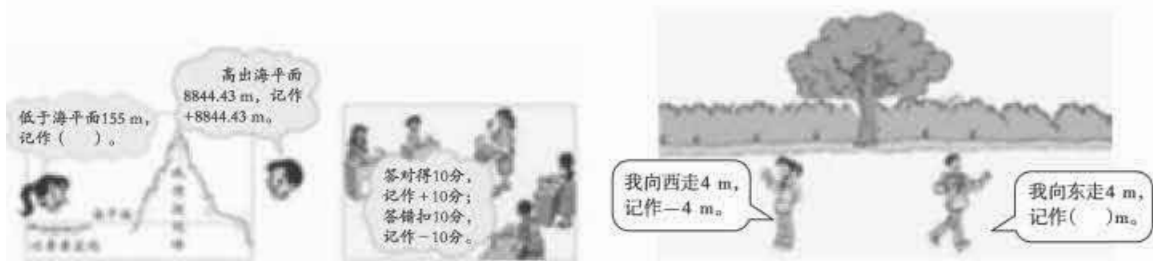 高出海平面
8844.43 m，记作
+8844.43 m。
低于海平面155 m，
记作（　）。
海平面
答对得10分，
记作+10分；
答错扣10分，
记作-10分。
我向西走4 m，
记作—4 m。
我向东走4 m，
记作(　)m。